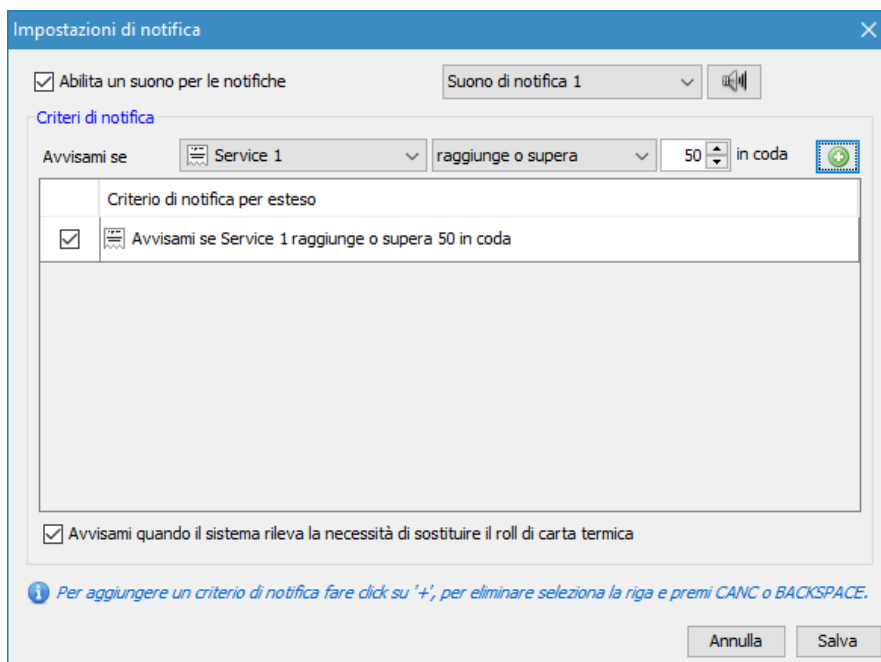 Impostazioni di notifica
Abilita un suono per le notifiche Suono di notifica 1
Criteri di notifica
Avvisami se Service 1 raggiunge o supera 50 in coda
Criterio di notifica per esteso
Avvisami se Service 1 raggiunge o supera 50 in coda
Avvisami quando il sistema rileva la necessità di sostituire il roll di carta termica
Per aggiungere un criterio di notifica fare click su '+', per eliminare seleziona la riga e premi CANC o BACKSPACE.
Annulla Salva